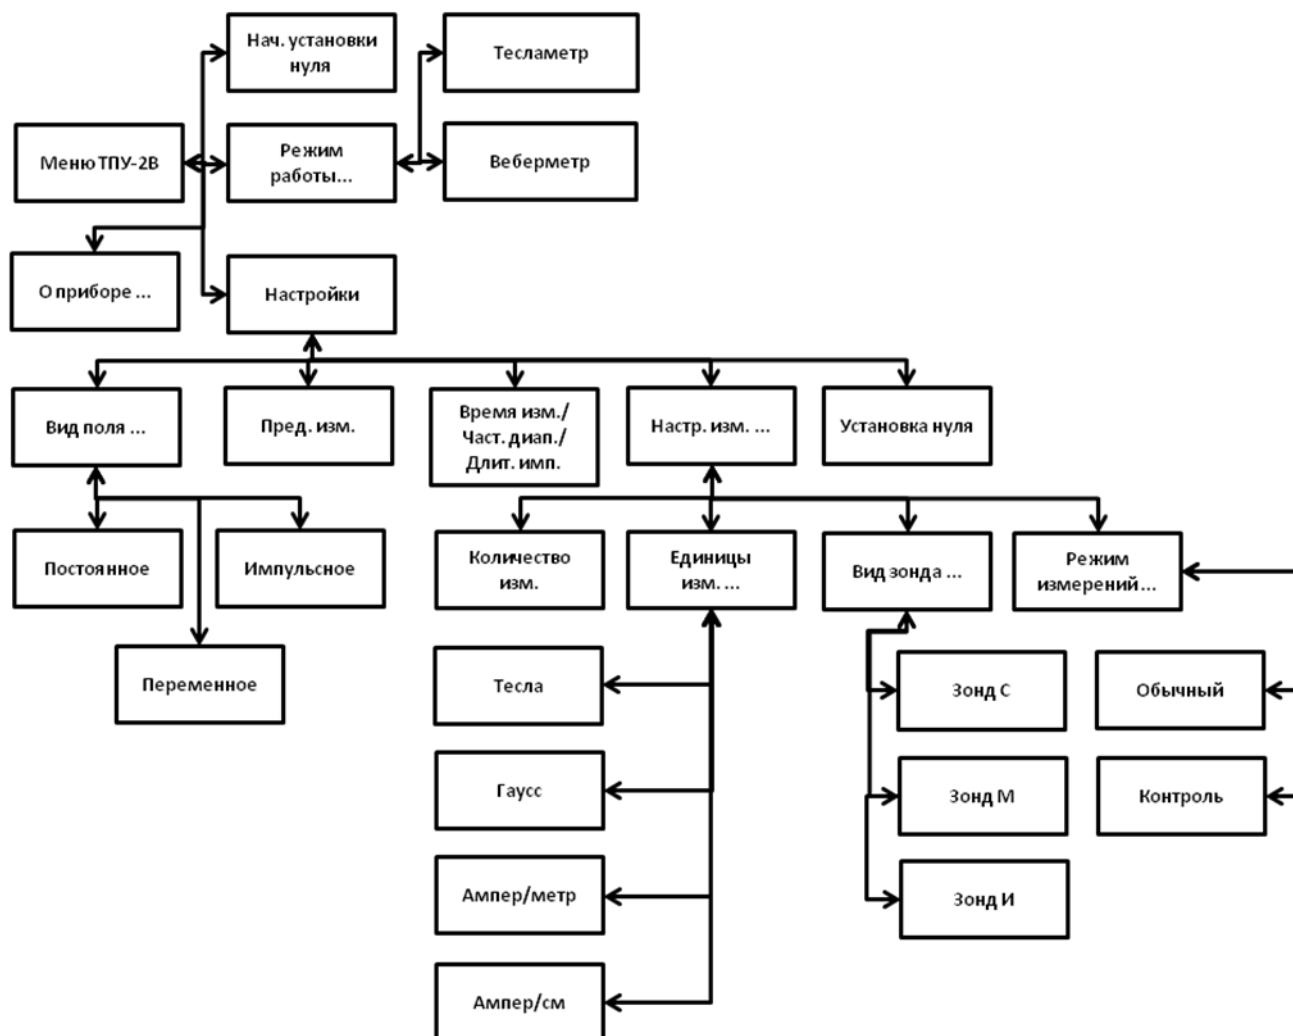 Нач. установки
нуля
Тесламетр
Меню ТПУ-2В
Режим
работы...
Веберметр
О приборе ...
Настройки
Вид поля ...
Пред. изм.
Время изм./
Част. диап./
Длит. имп.
Настр. изм. ...
Установка нуля
Постоянное
Импульсное
Количество
изм.
Единицы
изм. ...
Вид зонда ...
Режим
измерений ...
Переменное
Тесла
Зонд С
Обычный
Гаусс
Зонд М
Контроль
Ампер/метр
Зонд И
Ампер/см